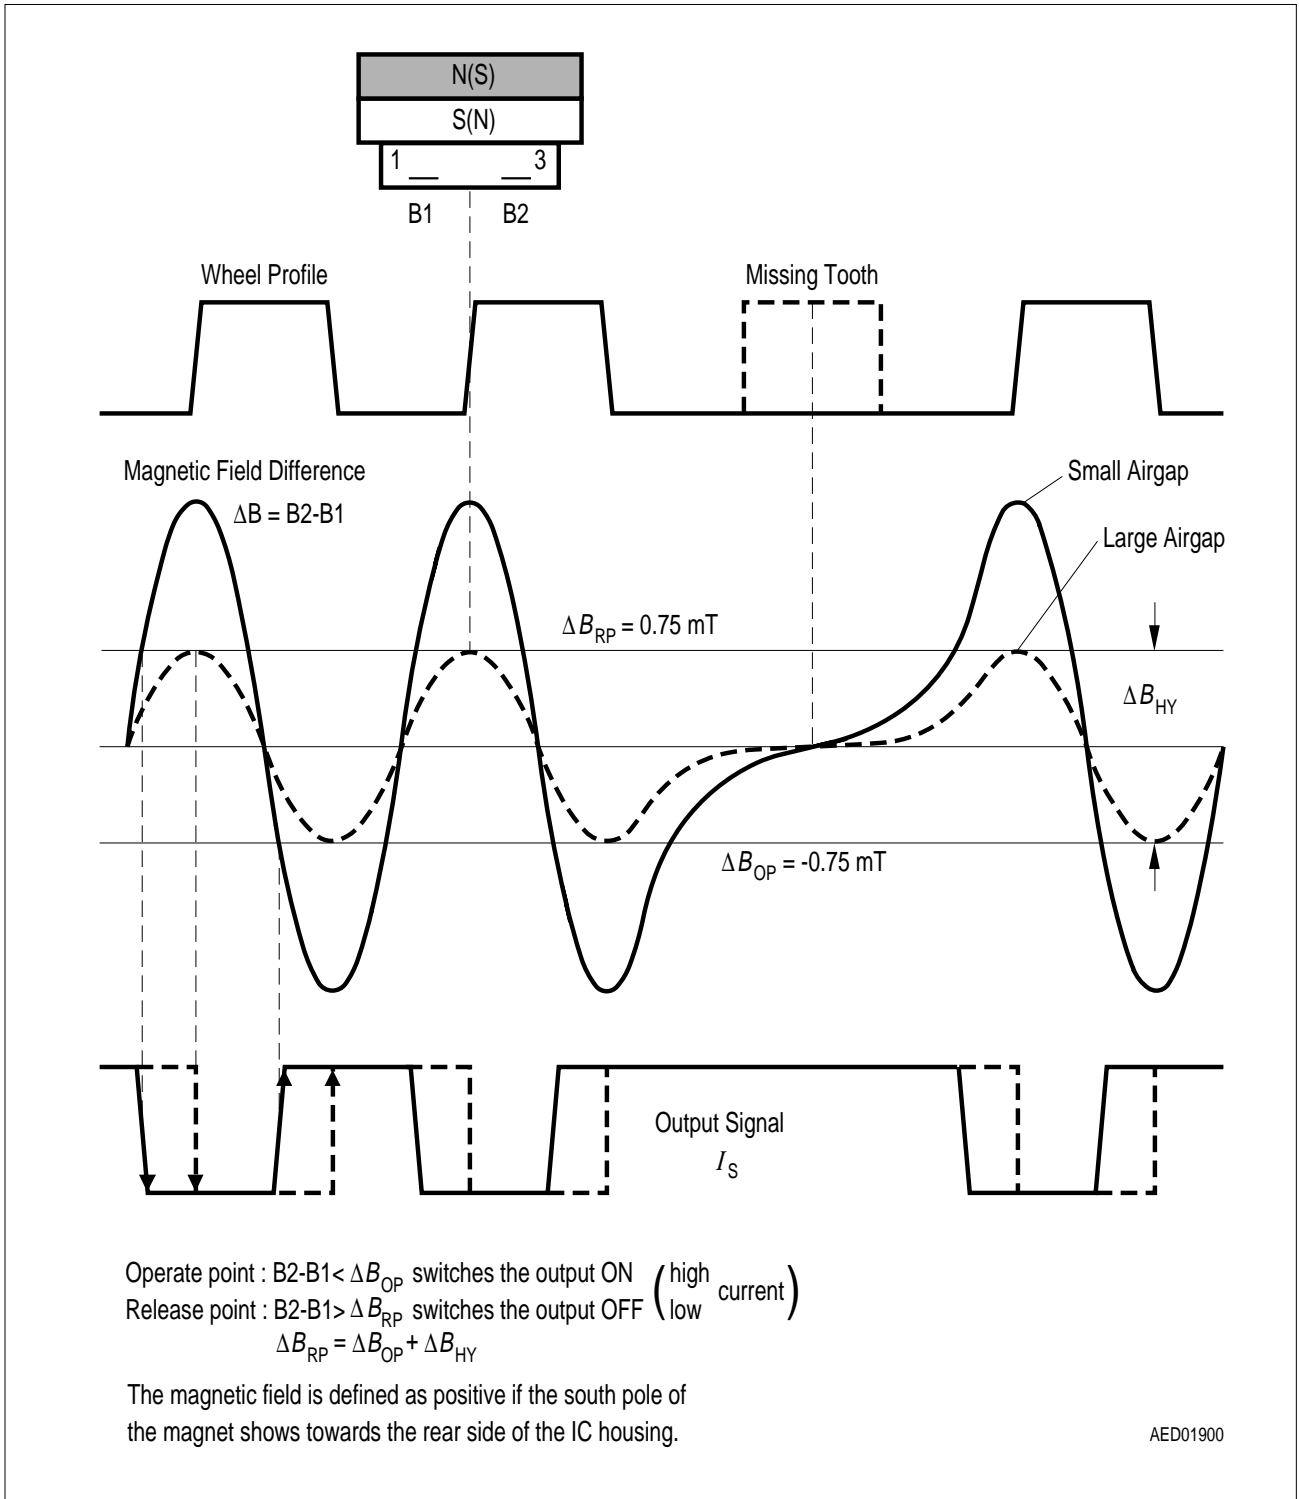 N(S)
S(N)
1 3
B1 B2
Wheel Profile
Missing Tooth
Magnetic Field Difference
ΔB = B2-B1
Small Airgap
Large Airgap
ΔB_RP = 0.75 mT
ΔB_HY
ΔB_OP = -0.75 mT
Output Signal
I_S
Operate point : B2-B1< ΔB_OP switches the output ON (high
Release point : B2-B1> ΔB_RP switches the output OFF (low current)
ΔB_RP = ΔB_OP + ΔB_HY
The magnetic field is defined as positive if the south pole of
the magnet shows towards the rear side of the IC housing.
AED01900